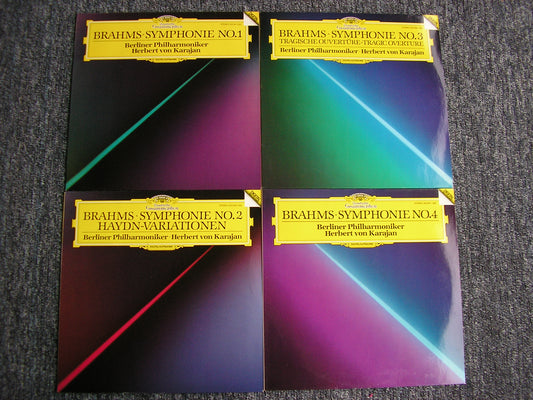 BRAHMS·SYMPHONIE NO.1
Berliner Philharmoniker
Herbert von Karajan
BRAHMS·SYMPHONIE NO.3
TRAGISCHE OUVERTÜRE·TRAGIC OVERTURE
Berliner Philharmoniker·Herbert von Karajan
BRAHMS·SYMPHONIE NO.2
HAYDN-VARIATIONEN
Berliner Philharmoniker·Herbert von Karajan
BRAHMS·SYMPHONIE NO.4
Berliner Philharmoniker
Herbert von Karajan